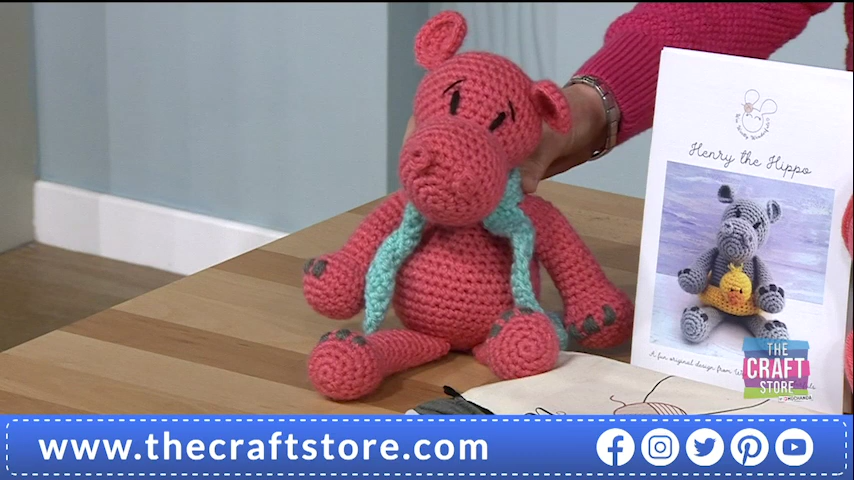 Henry the Hippo
A fun original design from
THE
CRAFT
STORE
www.thecraftstore.com